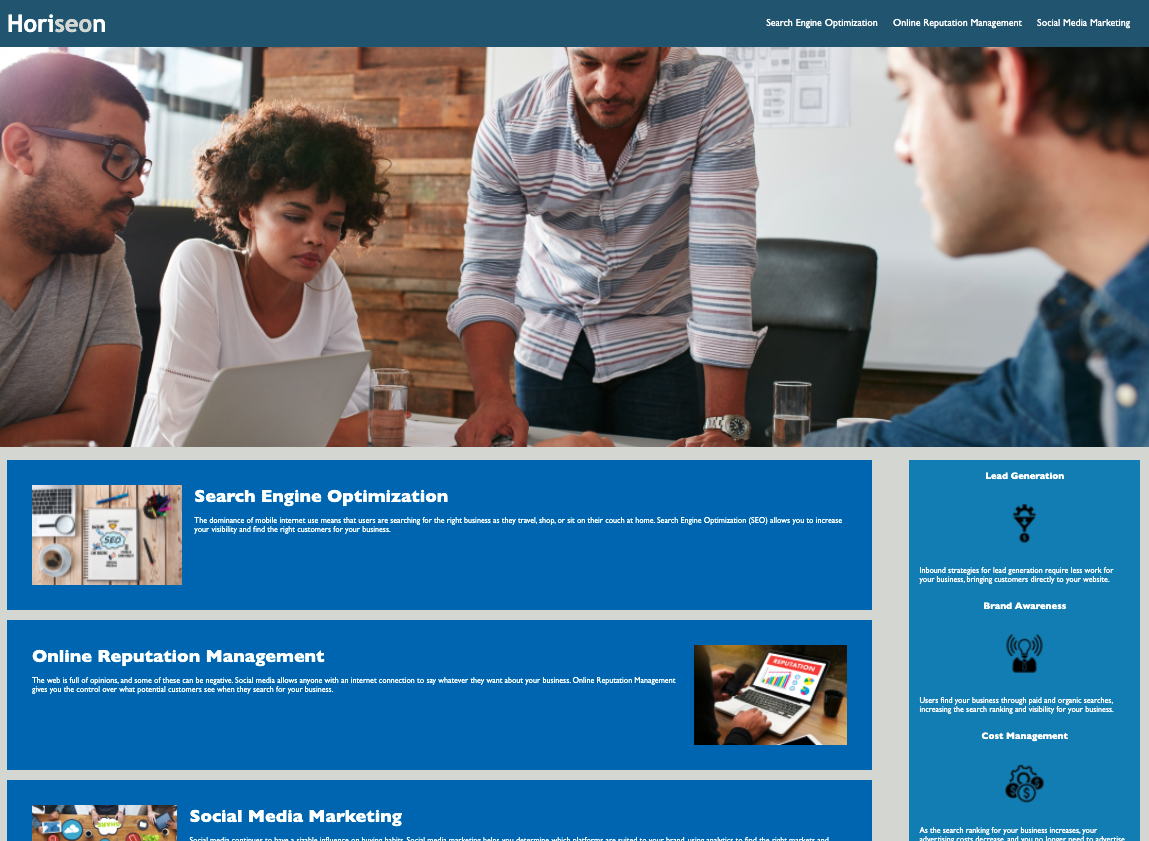 Horiseon
Search Engine Optimization
Online Reputation Management
Social Media Marketing
Search Engine Optimization
The dominance of mobile internet use means that users are searching for the right business as they travel, shop, or sit on their couch at home. Search Engine Optimization (SEO) allows you to increase
your visibility and find the right customers for your business.
SEO
Online Reputation Management
The web is full of opinions, and some of these can be negative. Social media allows anyone with an internet connection to say whatever they want about your business. Online Reputation Management
gives you the control over what potential customers see when they search for your business.
REPUTATION
Social Media Marketing
Social media continues to have a sizable influence on buying habits. Social media marketing helps you determine which platforms are suited to your brand, using analytics to find the right markets and
Lead Generation
Inbound strategies for lead generation require less work for
your business, bringing customers directly to your website.
Brand Awareness
Users find your business through paid and organic searches,
increasing the search ranking and visibility for your business.
Cost Management
As the search ranking for your business increases, your
advertising costs decrease, and you no longer need to advertise